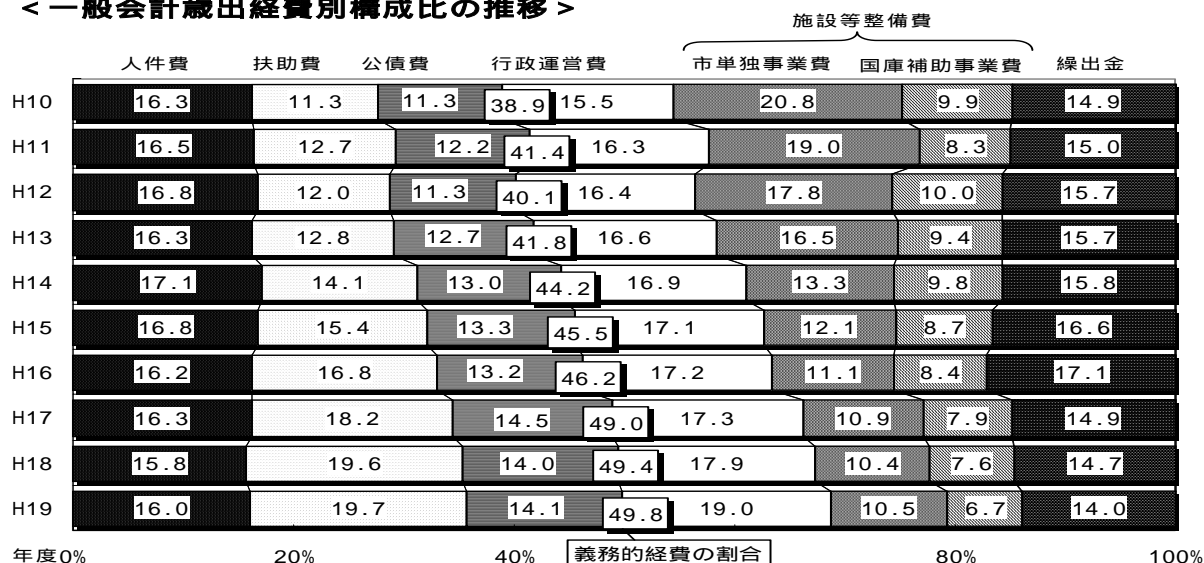 ＜一般会計歳出経費別構成比の推移＞
施設等整備費
人件費 扶助費 公債費 行政運営費 市単独事業費 国庫補助事業費 繰出金
H10 16.3 11.3 11.3 38.9 15.5 20.8 9.9 14.9
H11 16.5 12.7 12.2 41.4 16.3 19.0 8.3 15.0
H12 16.8 12.0 11.3 40.1 16.4 17.8 10.0 15.7
H13 16.3 12.8 12.7 41.8 16.6 16.5 9.4 15.7
H14 17.1 14.1 13.0 44.2 16.9 13.3 9.8 15.8
H15 16.8 15.4 13.3 45.5 17.1 12.1 8.7 16.6
H16 16.2 16.8 13.2 46.2 17.2 11.1 8.4 17.1
H17 16.3 18.2 14.5 49.0 17.3 10.9 7.9 14.9
H18 15.8 19.6 14.0 49.4 17.9 10.4 7.6 14.7
H19 16.0 19.7 14.1 49.8 19.0 10.5 6.7 14.0
年度 0% 20% 40% 義務的経費の割合 80% 100%